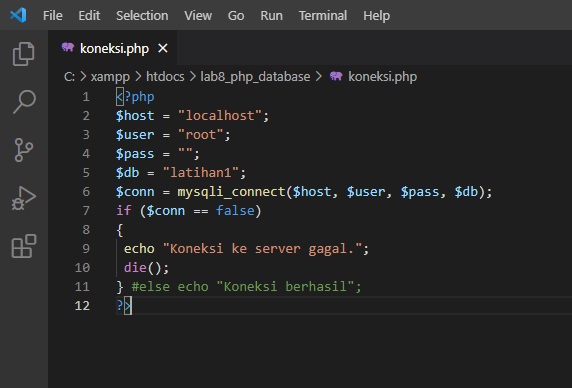 File Edit Selection View Go Run Terminal Help
koneksi.php
C: > xampp > htdocs > lab8_php_database > koneksi.php
1 <?php
2 $host = "localhost";
3 $user = "root";
4 $pass = "";
5 $db = "latihan1";
6 $conn = mysqli_connect($host, $user, $pass, $db);
7 if ($conn == false)
8 {
9 echo "Koneksi ke server gagal.";
10 die();
11 } #else echo "Koneksi berhasil";
12 ?>